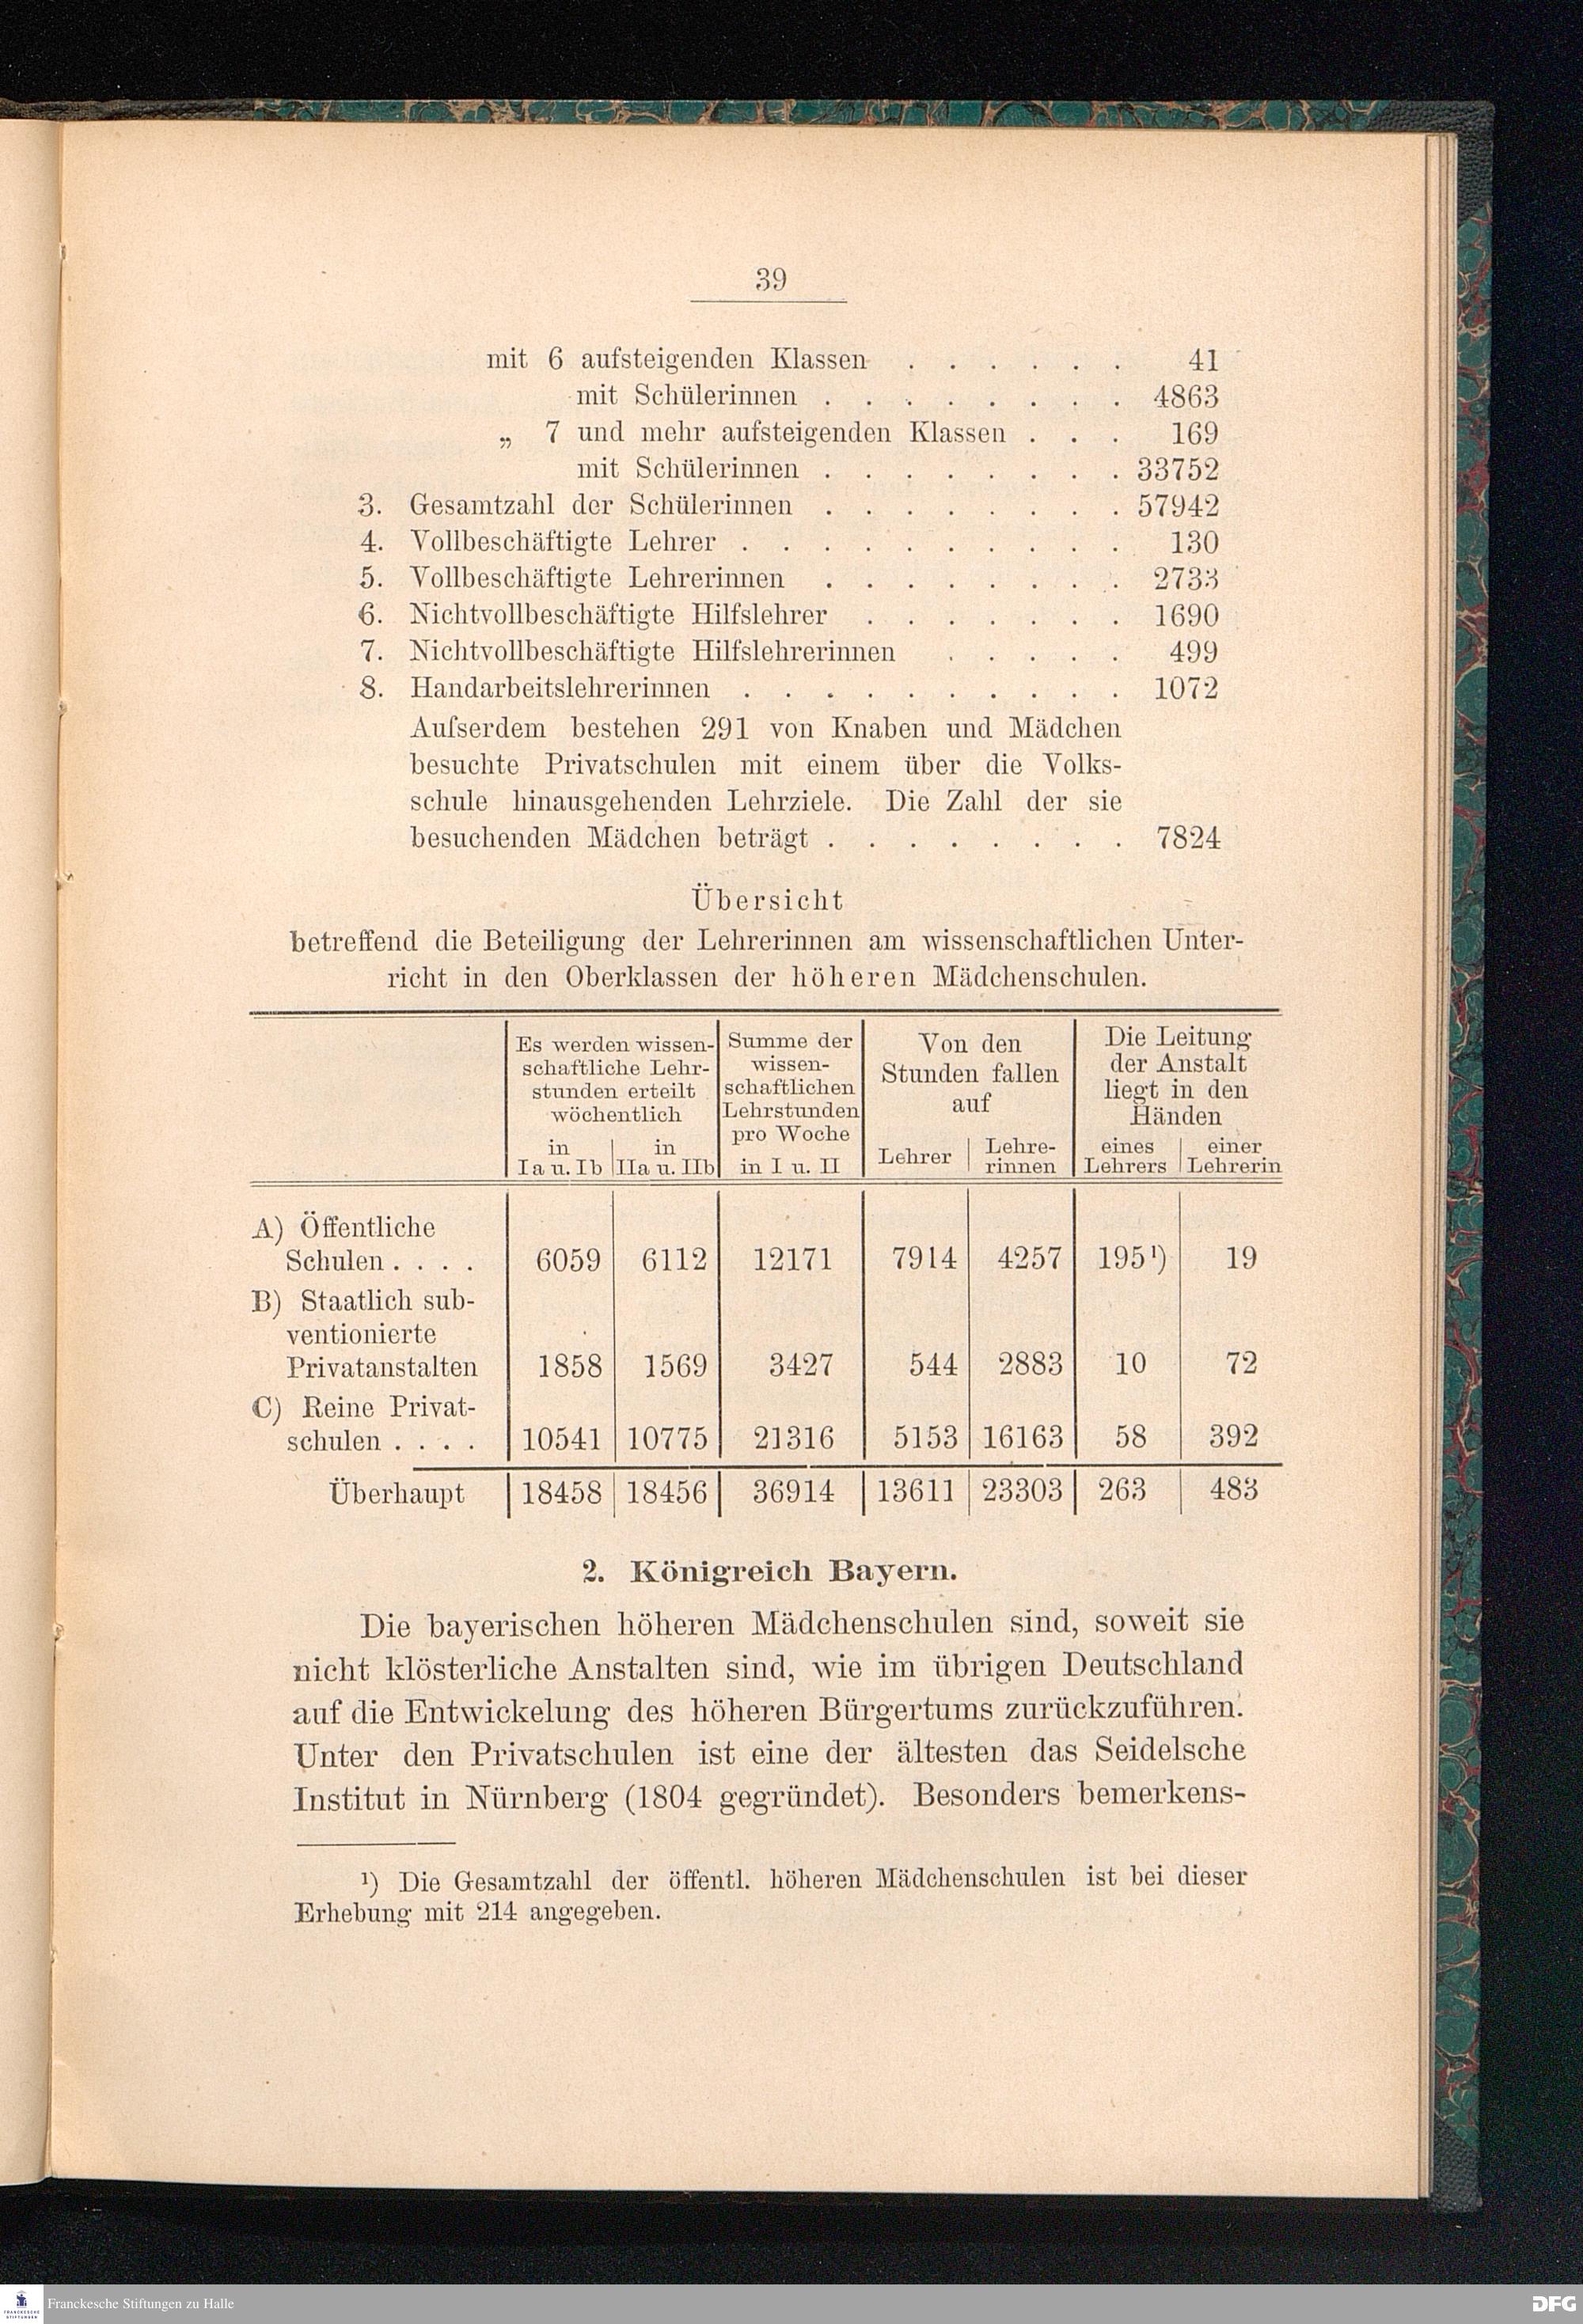 39
mit 6 aufsteigenden Klassen . . . . . . 41
mit Schülerinnen . . . . . . . . 4863
„ 7 und mehr aufsteigenden Klassen . . . 169
mit Schülerinnen . . . . . . . . 33752
3. Gesamtzahl der Schülerinnen . . . . . . . . 57942
4. Vollbeschäftigte Lehrer . . . . . . . . . . 130
5. Vollbeschäftigte Lehrerinnen . . . . . . . . 2733
6. Nichtvollbeschäftigte Hilfslehrer . . . . . . . 1690
7. Nichtvollbeschäftigte Hilfslehrerinnen . . . . . 499
8. Handarbeitslehrerinnen . . . . . . . . . . 1072
Aufserdem bestehen 291 von Knaben und Mädchen
besuchte Privatschulen mit einem über die Volks-
schule hinausgehenden Lehrziele. Die Zahl der sie
besuchenden Mädchen beträgt . . . . . . . . 7824
Übersicht
betreffend die Beteiligung der Lehrerinnen am wissenschaftlichen Unter-
richt in den Oberklassen der höheren Mädchenschulen.
Es werden wissen-
schaftliche Lehr-
stunden erteilt
wöchentlich
in
Ia u. Ib
in
IIa u. IIb
Summe der
wissen-
schaftlichen
Lehrstunden
pro Woche
in I u. II
Von den
Stunden fallen
auf
Lehrer
Lehre-
rinnen
Die Leitung
der Anstalt
liegt in den
Händen
eines
Lehrers
einer
Lehrerin
A) Öffentliche
Schulen . . . . 6059 6112 12171 7914 4257 195¹) 19
B) Staatlich sub-
ventionierte
Privatanstalten 1858 1569 3427 544 2883 10 72
C) Reine Privat-
schulen . . . . 10541 10775 21316 5153 16163 58 392
Überhaupt 18458 18456 36914 13611 23303 263 483
2. Königreich Bayern.
Die bayerischen höheren Mädchenschulen sind, soweit sie
nicht klösterliche Anstalten sind, wie im übrigen Deutschland
auf die Entwickelung des höheren Bürgertums zurückzuführen.
Unter den Privatschulen ist eine der ältesten das Seidelsche
Institut in Nürnberg (1804 gegründet). Besonders bemerkens-
¹) Die Gesamtzahl der öffentl. höheren Mädchenschulen ist bei dieser
Erhebung mit 214 angegeben.
FRANCKESCHE
STIFTUNGEN
Franckesche Stiftungen zu Halle
DFG